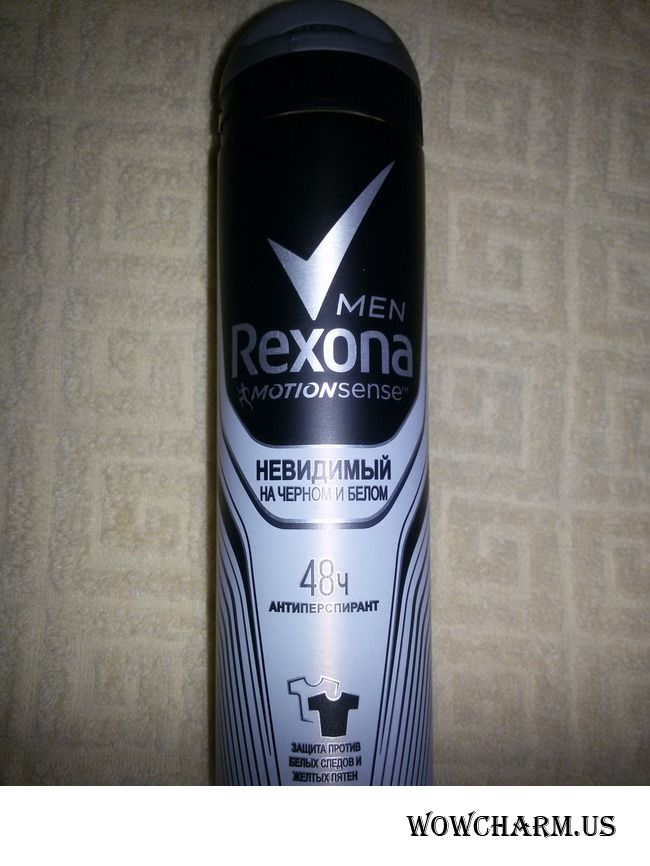 MEN
Rexona
MOTIONsense™
НЕВИДИМЫЙ
НА ЧЕРНОМ И БЕЛОМ
48ч
АНТИПЕРСПИРАНТ
ЗАЩИТА ПРОТИВ
БЕЛЫХ СЛЕДОВ И
ЖЕЛТЫХ ПЯТЕН
WOWCHARM.US